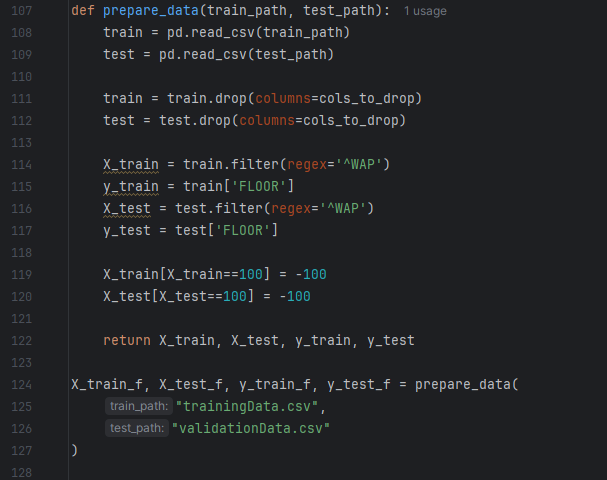 107 def prepare_data(train_path, test_path): 1 usage
108 train = pd.read_csv(train_path)
109 test = pd.read_csv(test_path)
110
111 train = train.drop(columns=cols_to_drop)
112 test = test.drop(columns=cols_to_drop)
113
114 X_train = train.filter(regex='^WAP')
115 y_train = train['FLOOR']
116 X_test = test.filter(regex='^WAP')
117 y_test = test['FLOOR']
118
119 X_train[X_train==100] = -100
120 X_test[X_test==100] = -100
121
122 return X_train, X_test, y_train, y_test
123
124 X_train_f, X_test_f, y_train_f, y_test_f = prepare_data(
125 train_path: "trainingData.csv",
126 test_path: "validationData.csv"
127 )
128